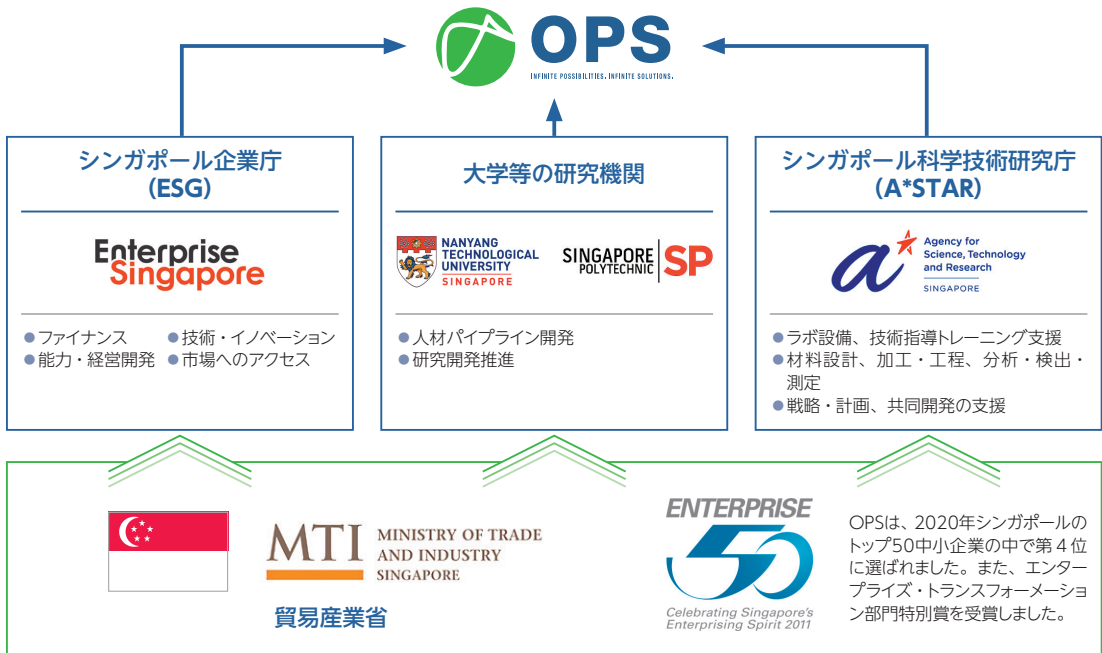 OPS
INFINITE POSSIBILITIES. INFINITE SOLUTIONS.
シンガポール企業庁
(ESG)
Enterprise
Singapore
●ファイナンス ●技術・イノベーション
●能力・経営開発 ●市場へのアクセス
大学等の研究機関
NANYANG
TECHNOLOGICAL
UNIVERSITY
SINGAPORE
SINGAPORE
POLYTECHNIC
SP
●人材パイプライン開発
●研究開発推進
シンガポール科学技術研究庁
(A*STAR)
a
Agency for
Science, Technology
and Research
SINGAPORE
●ラボ設備、技術指導トレーニング支援
●材料設計、加工・工程、分析・検出・
測定
●戦略・計画、共同開発の支援
MTI
MINISTRY OF TRADE
AND INDUSTRY
SINGAPORE
貿易産業省
ENTERPRISE
50
Celebrating Singapore's
Enterprising Spirit 2011
OPSは、2020年シンガポールの
トップ50中小企業の中で第４位
に選ばれました。また、エンター
プライズ・トランスフォーメーショ
ン部門特別賞を受賞しました。